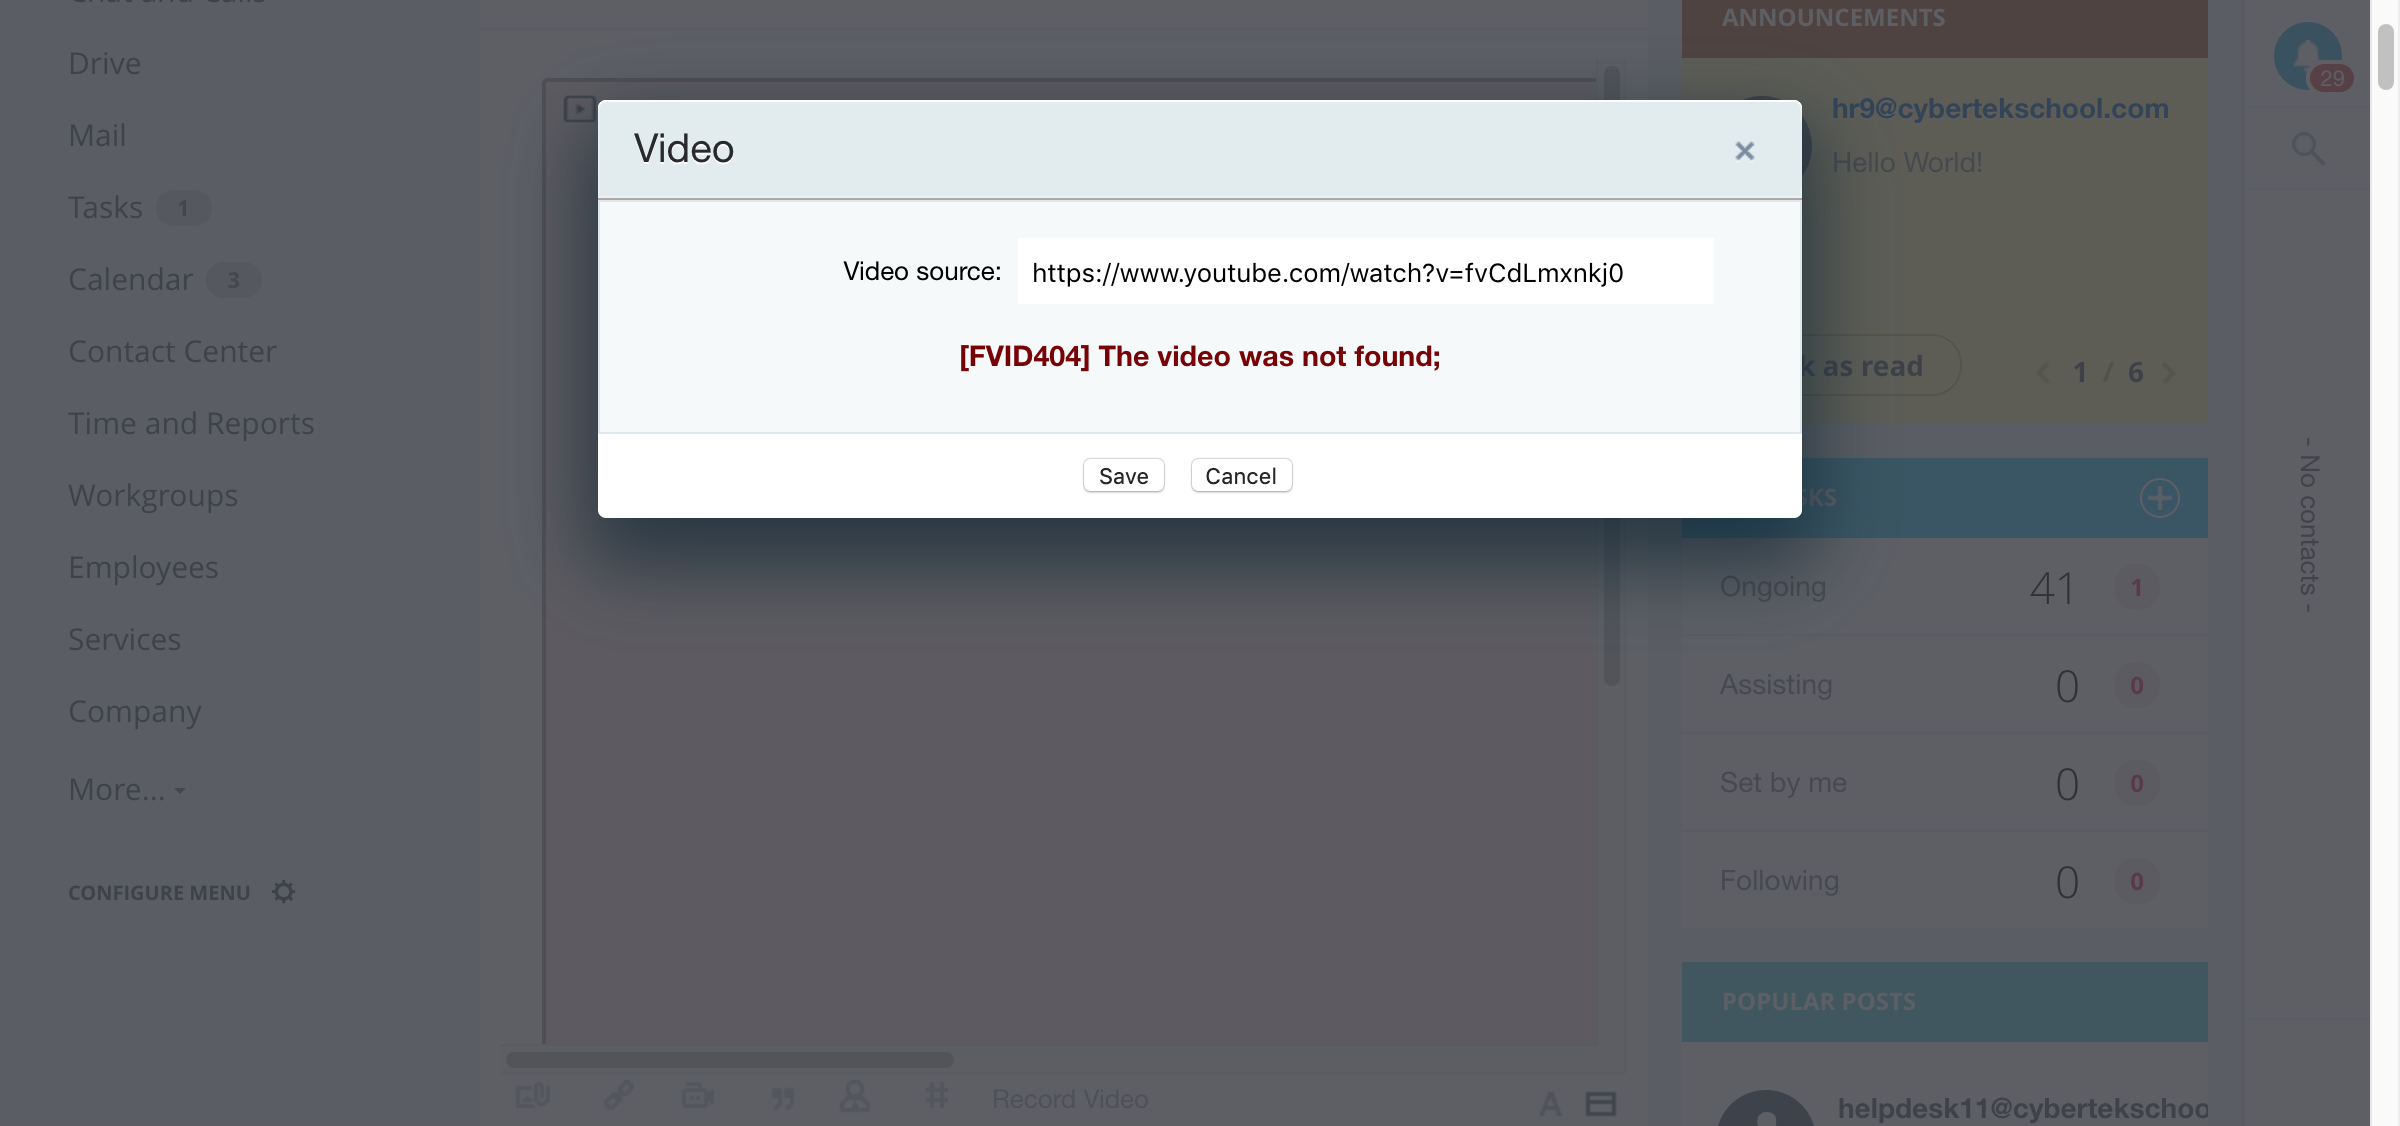 Drive
Mail
Tasks 1
Calendar 3
Contact Center
Time and Reports
Workgroups
Employees
Services
Company
More...
CONFIGURE MENU
Video
Video source: https://www.youtube.com/watch?v=fvCdLmxnkj0
[FVID404] The video was not found;
Save Cancel
Record Video
A
ANNOUNCEMENTS
hr9@cybertekschool.com
Hello World!
as read
1 / 6
Ongoing 41 1
Assisting 0 0
Set by me 0 0
Following 0 0
POPULAR POSTS
helpdesk11@cybertekschoo
29
- No contacts -